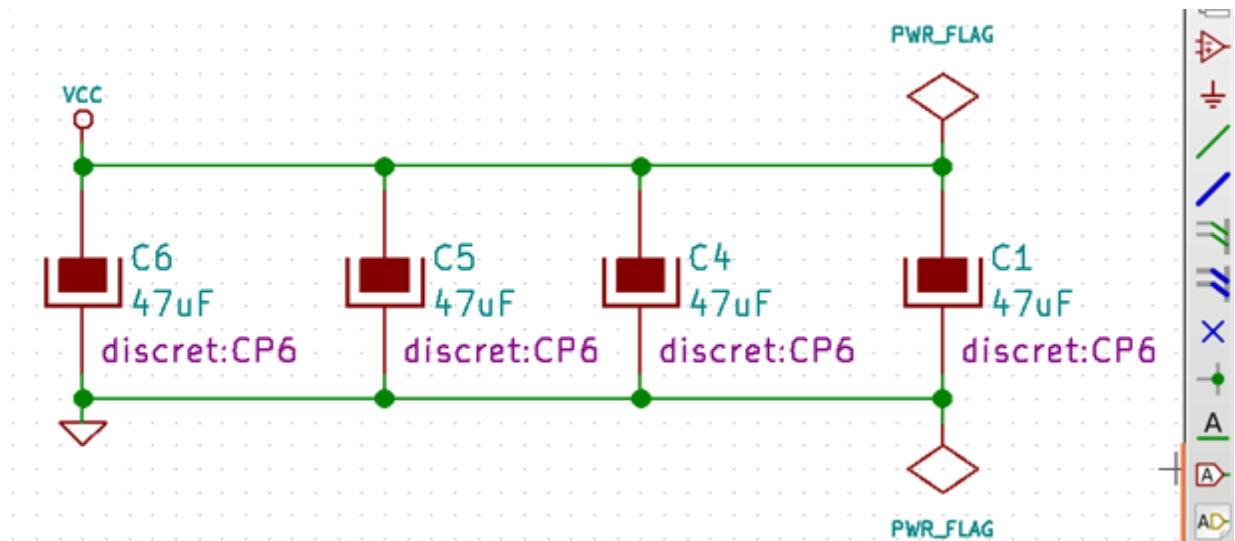 PWR_FLAG
VCC
C6
47uF
discret:CP6
C5
47uF
discret:CP6
C4
47uF
discret:CP6
C1
47uF
discret:CP6
PWR_FLAG
A
A
AD